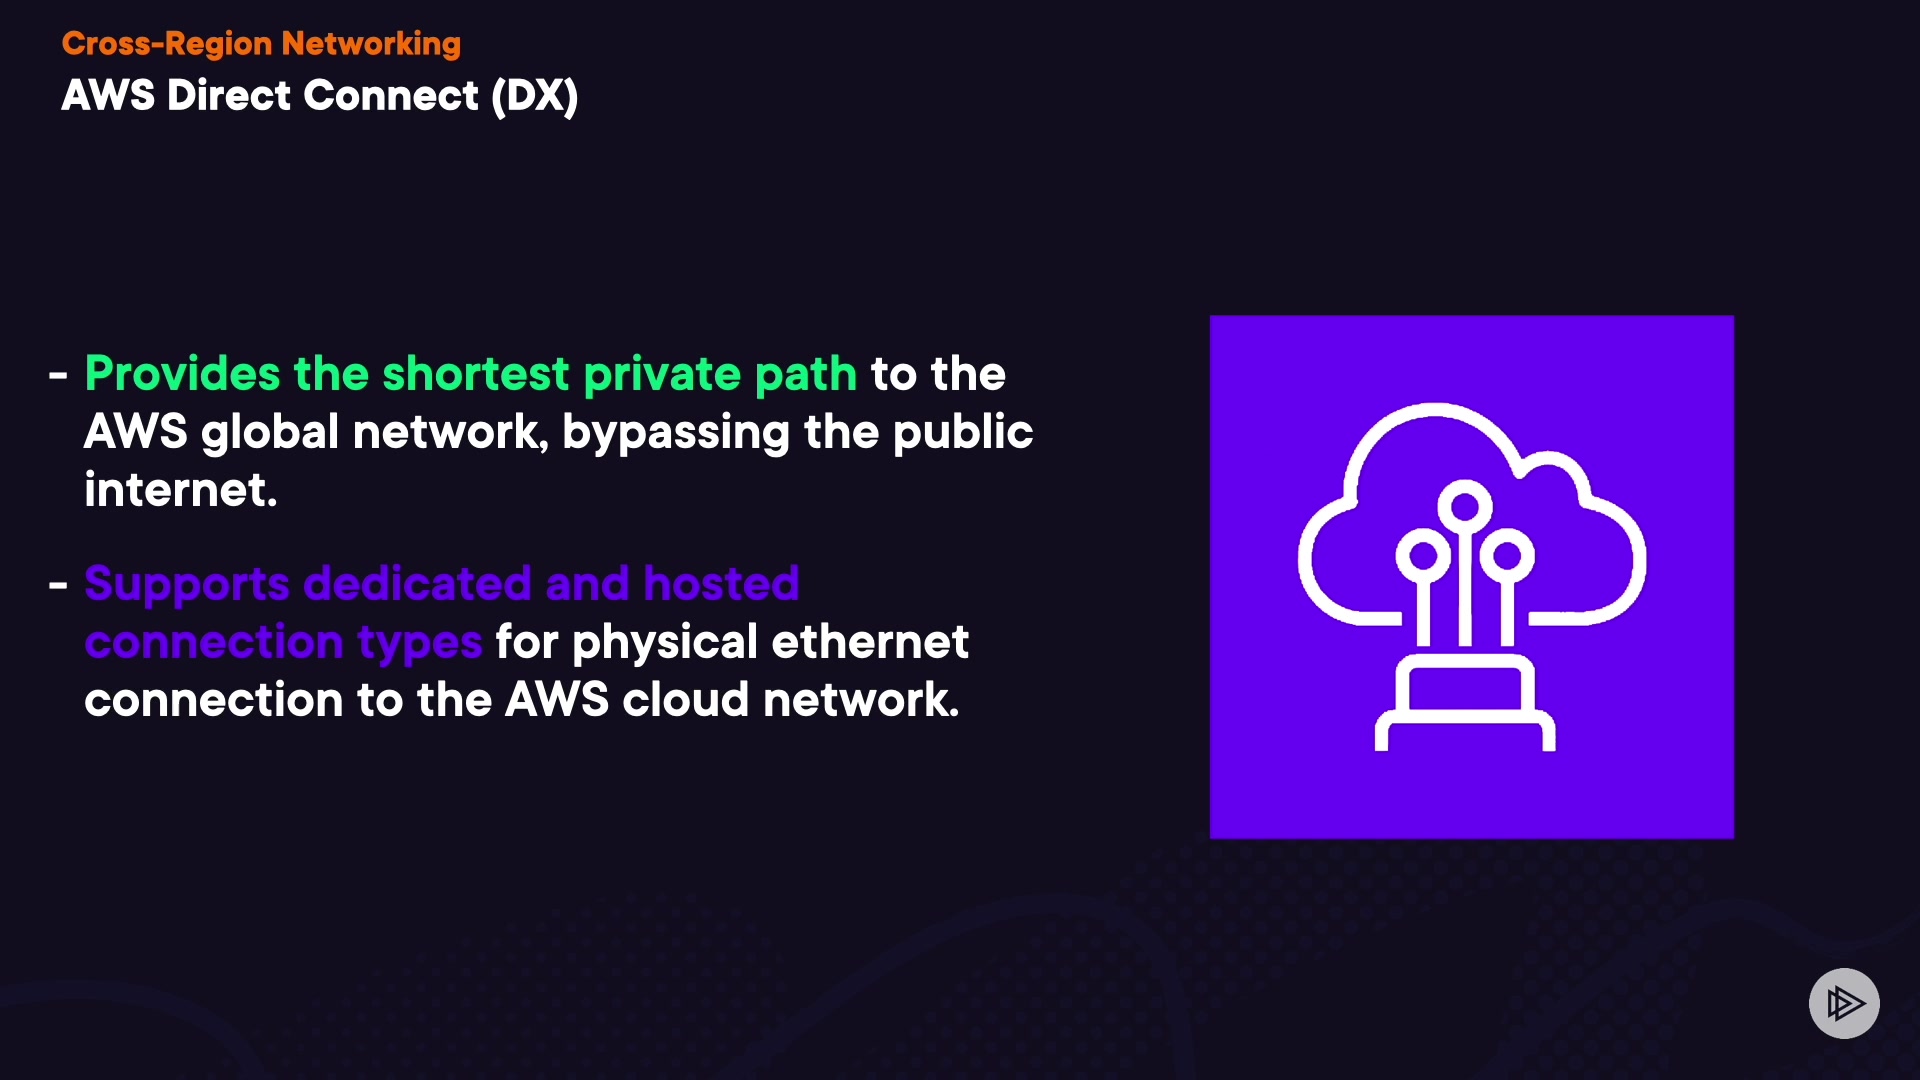 Cross-Region Networking
AWS Direct Connect (DX)
- Provides the shortest private path to the
AWS global network, bypassing the public
internet.
- Supports dedicated and hosted
connection types for physical ethernet
connection to the AWS cloud network.